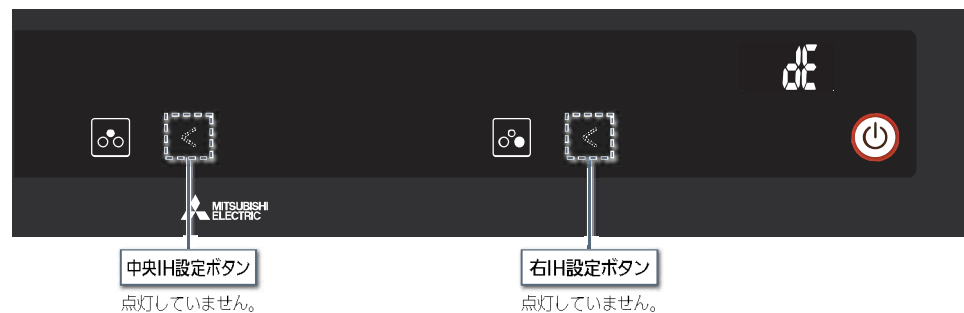 dE
<
<
MITSUBISHI
ELECTRIC
中央IH設定ボタン
点灯していません。
右IH設定ボタン
点灯していません。